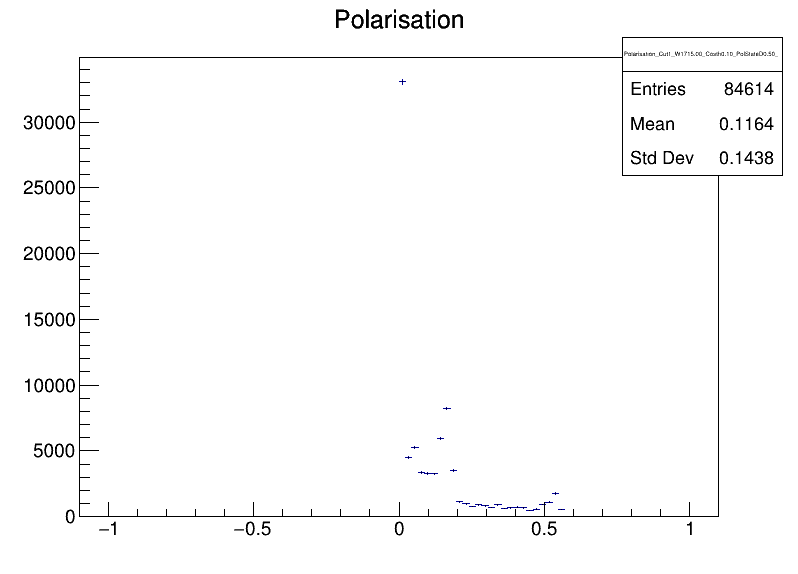 Polarisation
Polarisation_Cut1_W1715.00_Costh0.10_PolStateD0.50_
Entries 84614
Mean 0.1164
Std Dev 0.1438
30000
25000
20000
15000
10000
5000
0
−1 −0.5 0 0.5 1